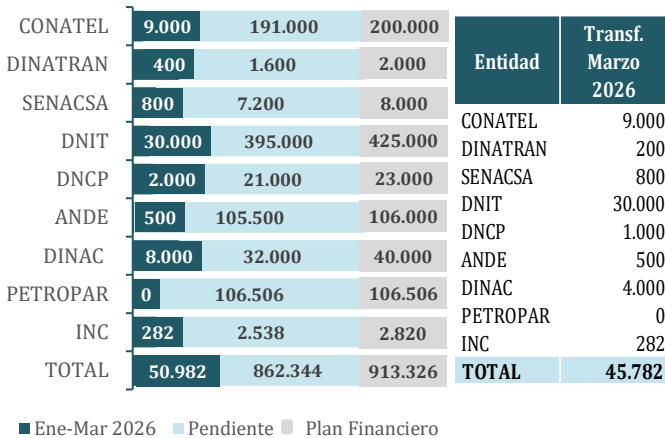 CONATEL 9.000 191.000 200.000
DINATRAN 400 1.600 2.000
SENACSA 800 7.200 8.000
DNIT 30.000 395.000 425.000
DNCP 2.000 21.000 23.000
ANDE 500 105.500 106.000
DINAC 8.000 32.000 40.000
PETROPAR 0 106.506 106.506
INC 282 2.538 2.820
TOTAL 50.982 862.344 913.326
Ene-Mar 2026 Pendiente Plan Financiero
Entidad
Transf.
Marzo
2026
CONATEL 9.000
DINATRAN 200
SENACSA 800
DNIT 30.000
DNCP 1.000
ANDE 500
DINAC 4.000
PETROPAR 0
INC 282
TOTAL 45.782